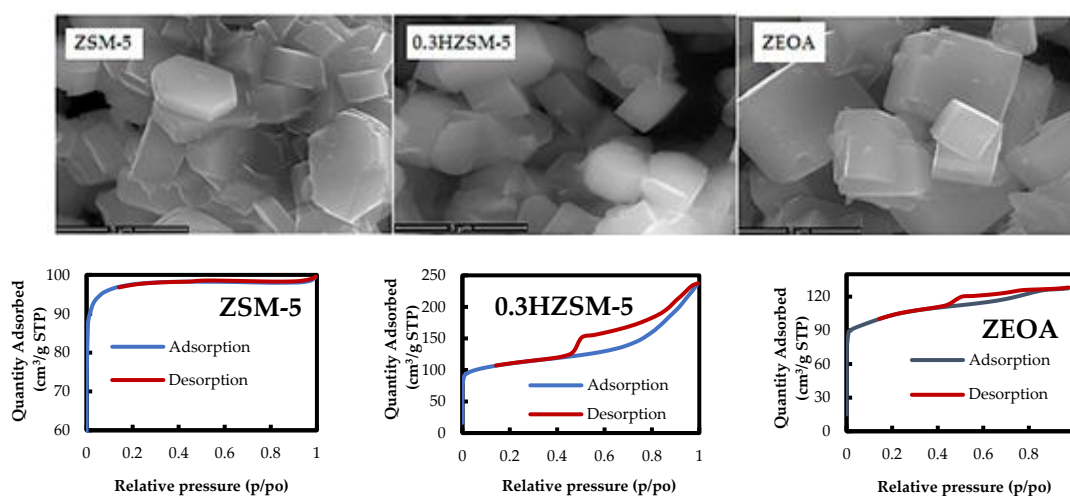 ZSM-5
0.3HZSM-5
ZEOA
Quantity Adsorbed
(cm³/g STP)
100
90
80
70
60
ZSM-5
Adsorption
Desorption
0 0.2 0.4 0.6 0.8 1
Relative pressure (p/po)
Quantity Adsorbed
(cm³/g STP)
250
200
150
100
50
0
0.3HZSM-5
Adsorption
Desorption
0 0.2 0.4 0.6 0.8 1
Relative pressure (p/po)
Quantity Adsorbed
(cm³/g STP)
120
90
60
30
0
ZEOA
Adsorption
Desorption
0 0.2 0.4 0.6 0.8
Relative pressure (p/po)